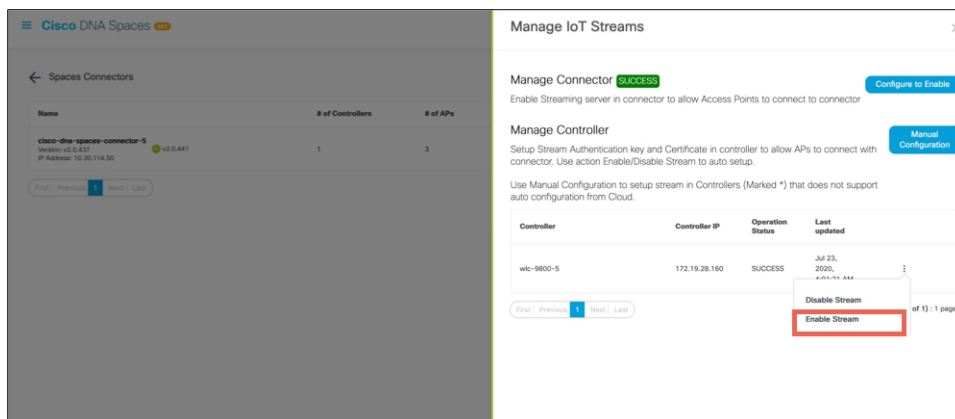 Cisco DNA Spaces
Spaces Connectors
Name # of Controllers # of APs
cisco-dna-spaces-connector-5
Version: v2.0.437
v2.0.441
IP Address: 10.30.114.50
1 3
First Previous 1 Next Last
Manage IoT Streams
Manage Connector SUCCESS
Configure to Enable
Enable Streaming server in connector to allow Access Points to connect to connector
Manage Controller
Manual
Configuration
Setup Stream Authentication key and Certificate in controller to allow APs to connect with
connector. Use action Enable/Disable Stream to auto setup.
Use Manual Configuration to setup stream in Controllers (Marked *) that does not support
auto configuration from Cloud.
Controller Controller IP Operation Status Last updated
wlc-9800-5 172.19.28.160 SUCCESS Jul 23,
2020,
4:01:21 AM
Disable Stream
Enable Stream
First Previous 1 Next Last
of 1) : 1 page